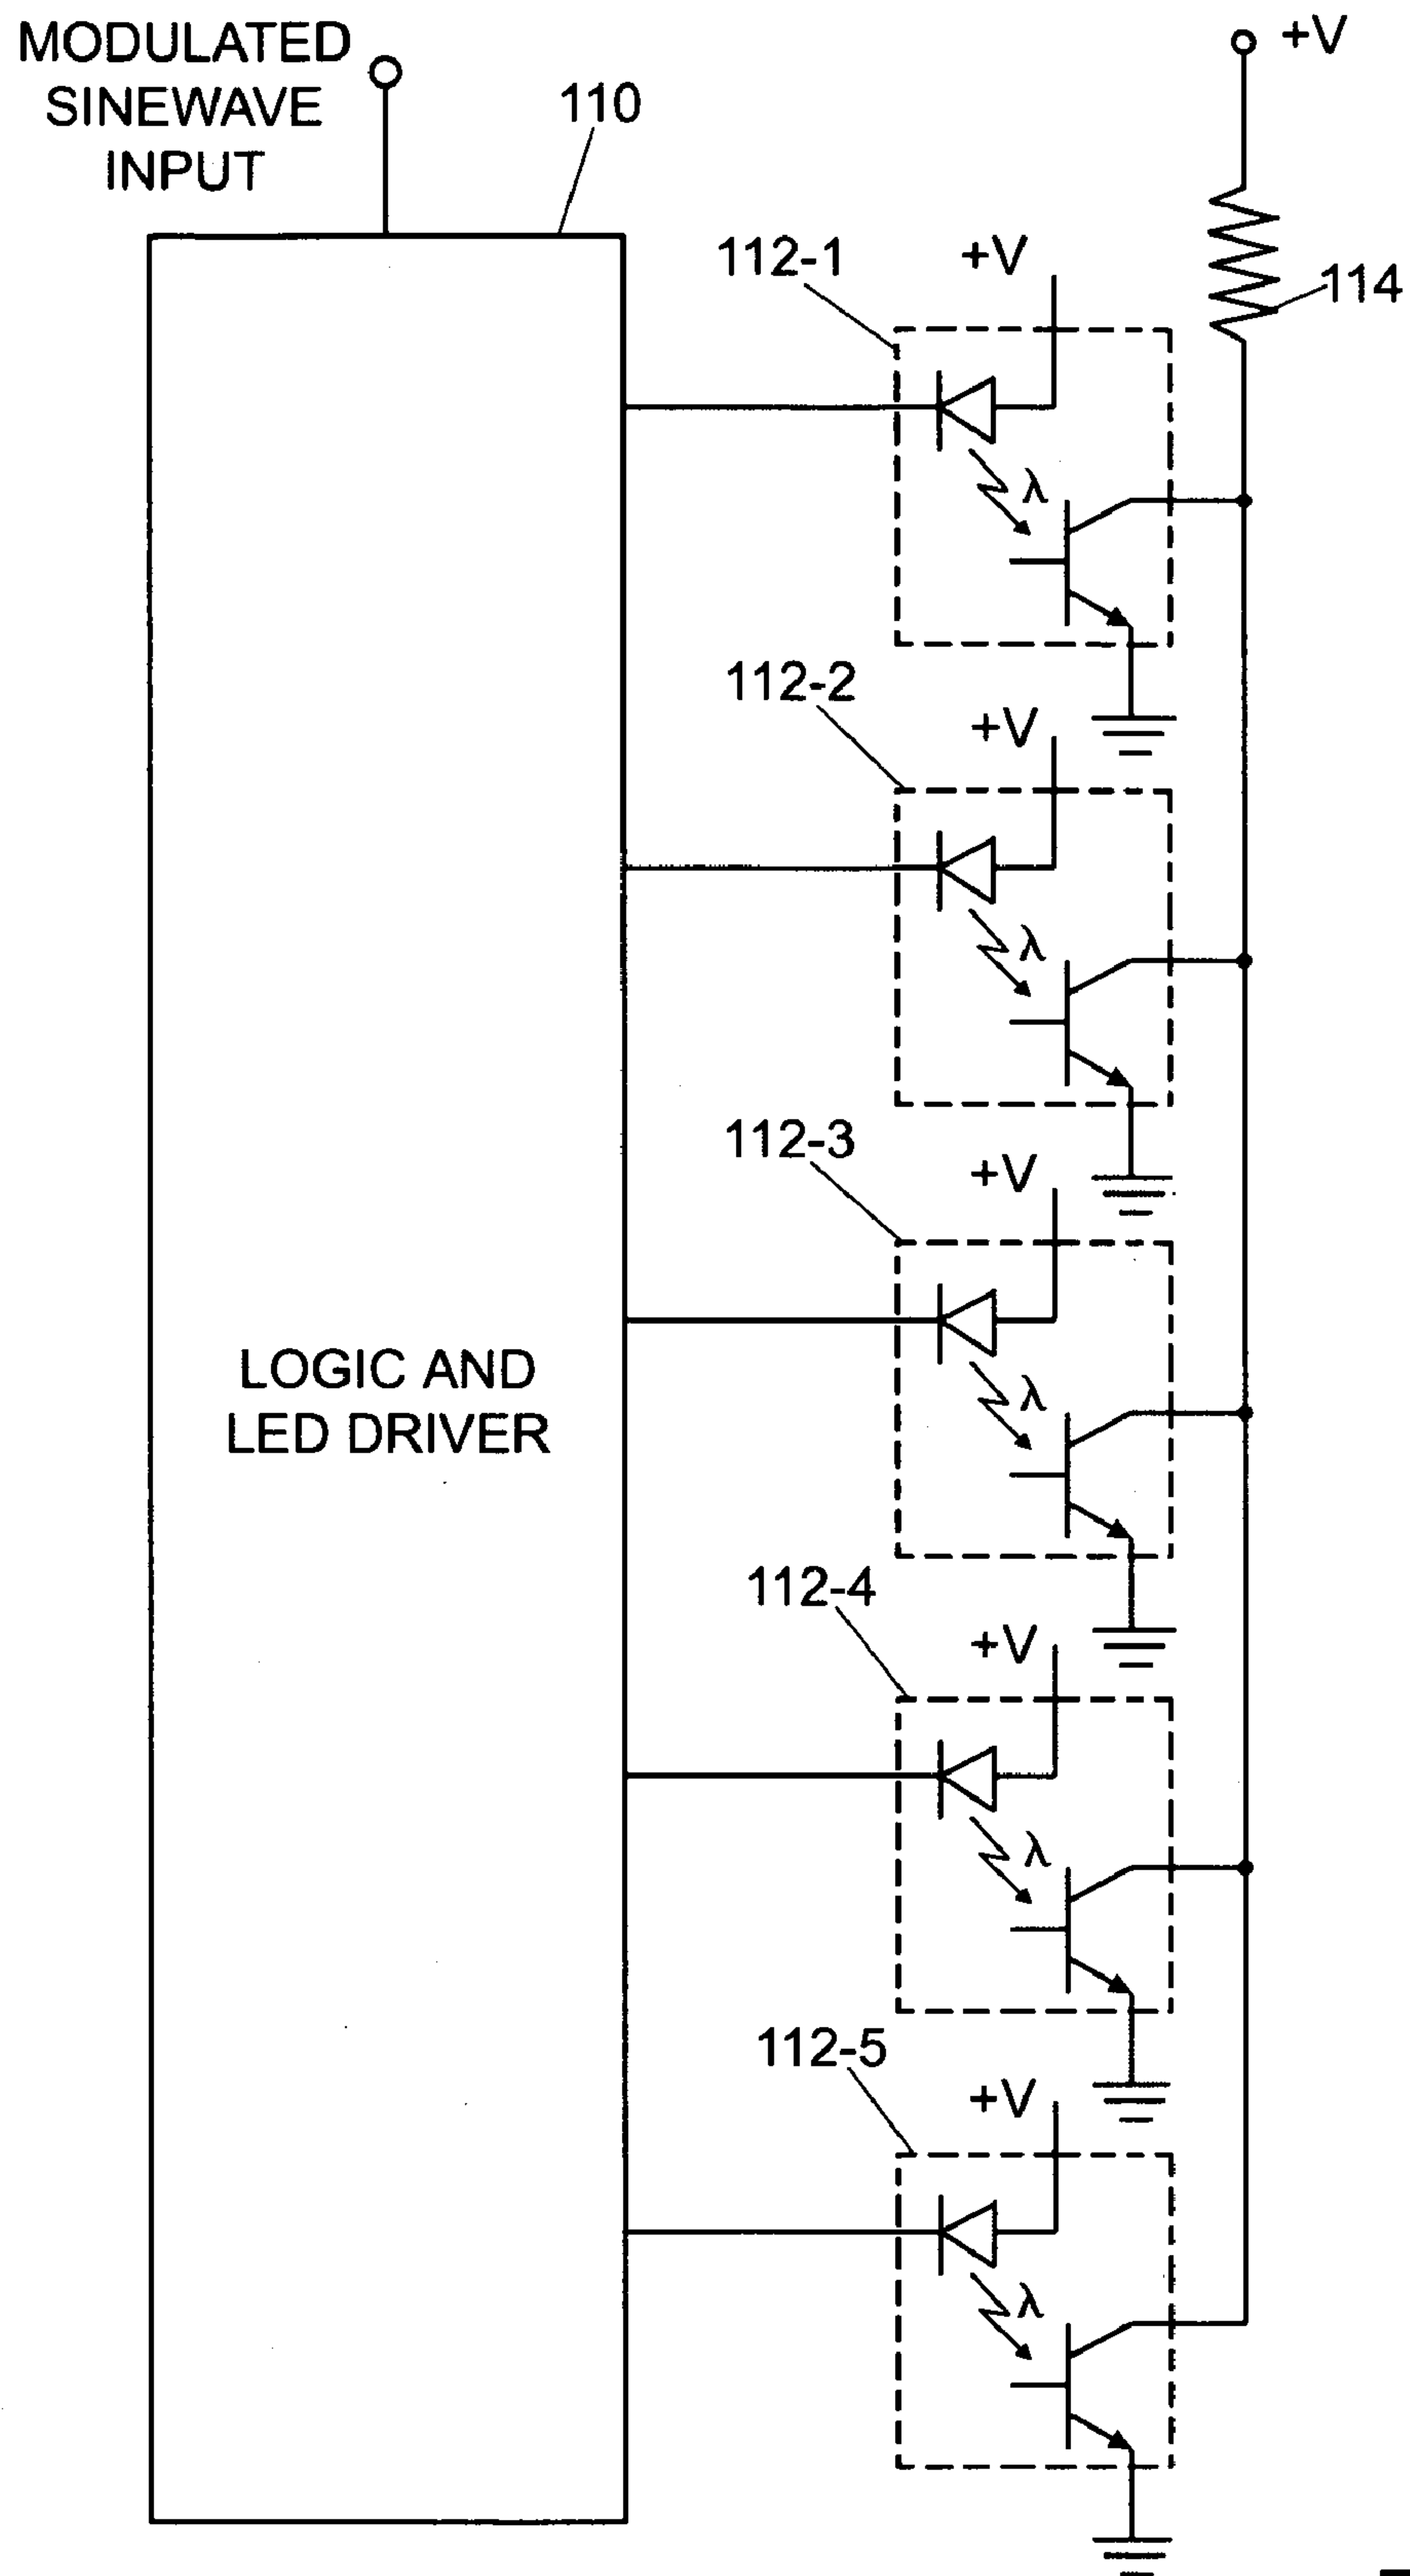 MODULATED
SINEWAVE
INPUT
110
+V
114
112-1
+V
λ
112-2
+V
λ
112-3
+V
λ
LOGIC AND
LED DRIVER
112-4
+V
λ
112-5
+V
λ